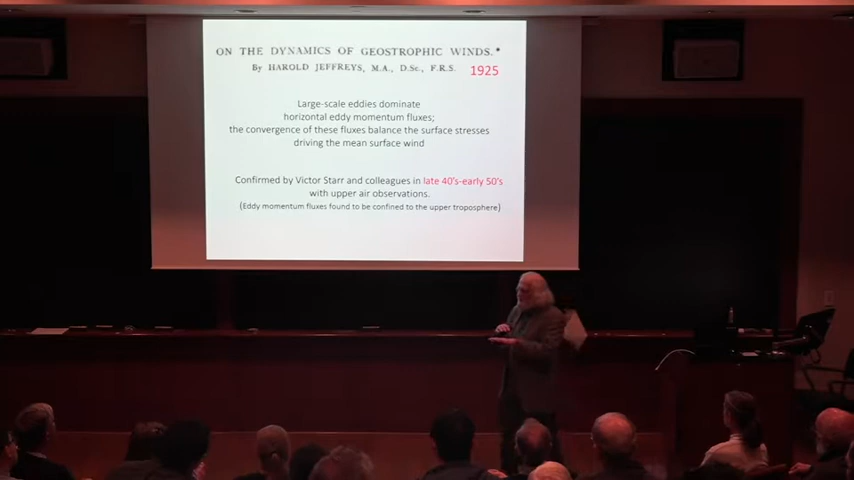 ON THE DYNAMICS OF GEOSTROPHIC WINDS.*
By HAROLD JEFFREYS, M.A., D.Sc., F.R.S. 1925
Large-scale eddies dominate
horizontal eddy momentum fluxes;
the convergence of these fluxes balance the surface stresses
driving the mean surface wind
Confirmed by Victor Starr and colleagues in late 40's-early 50's
with upper air observations.
(Eddy momentum fluxes found to be confined to the upper troposphere)